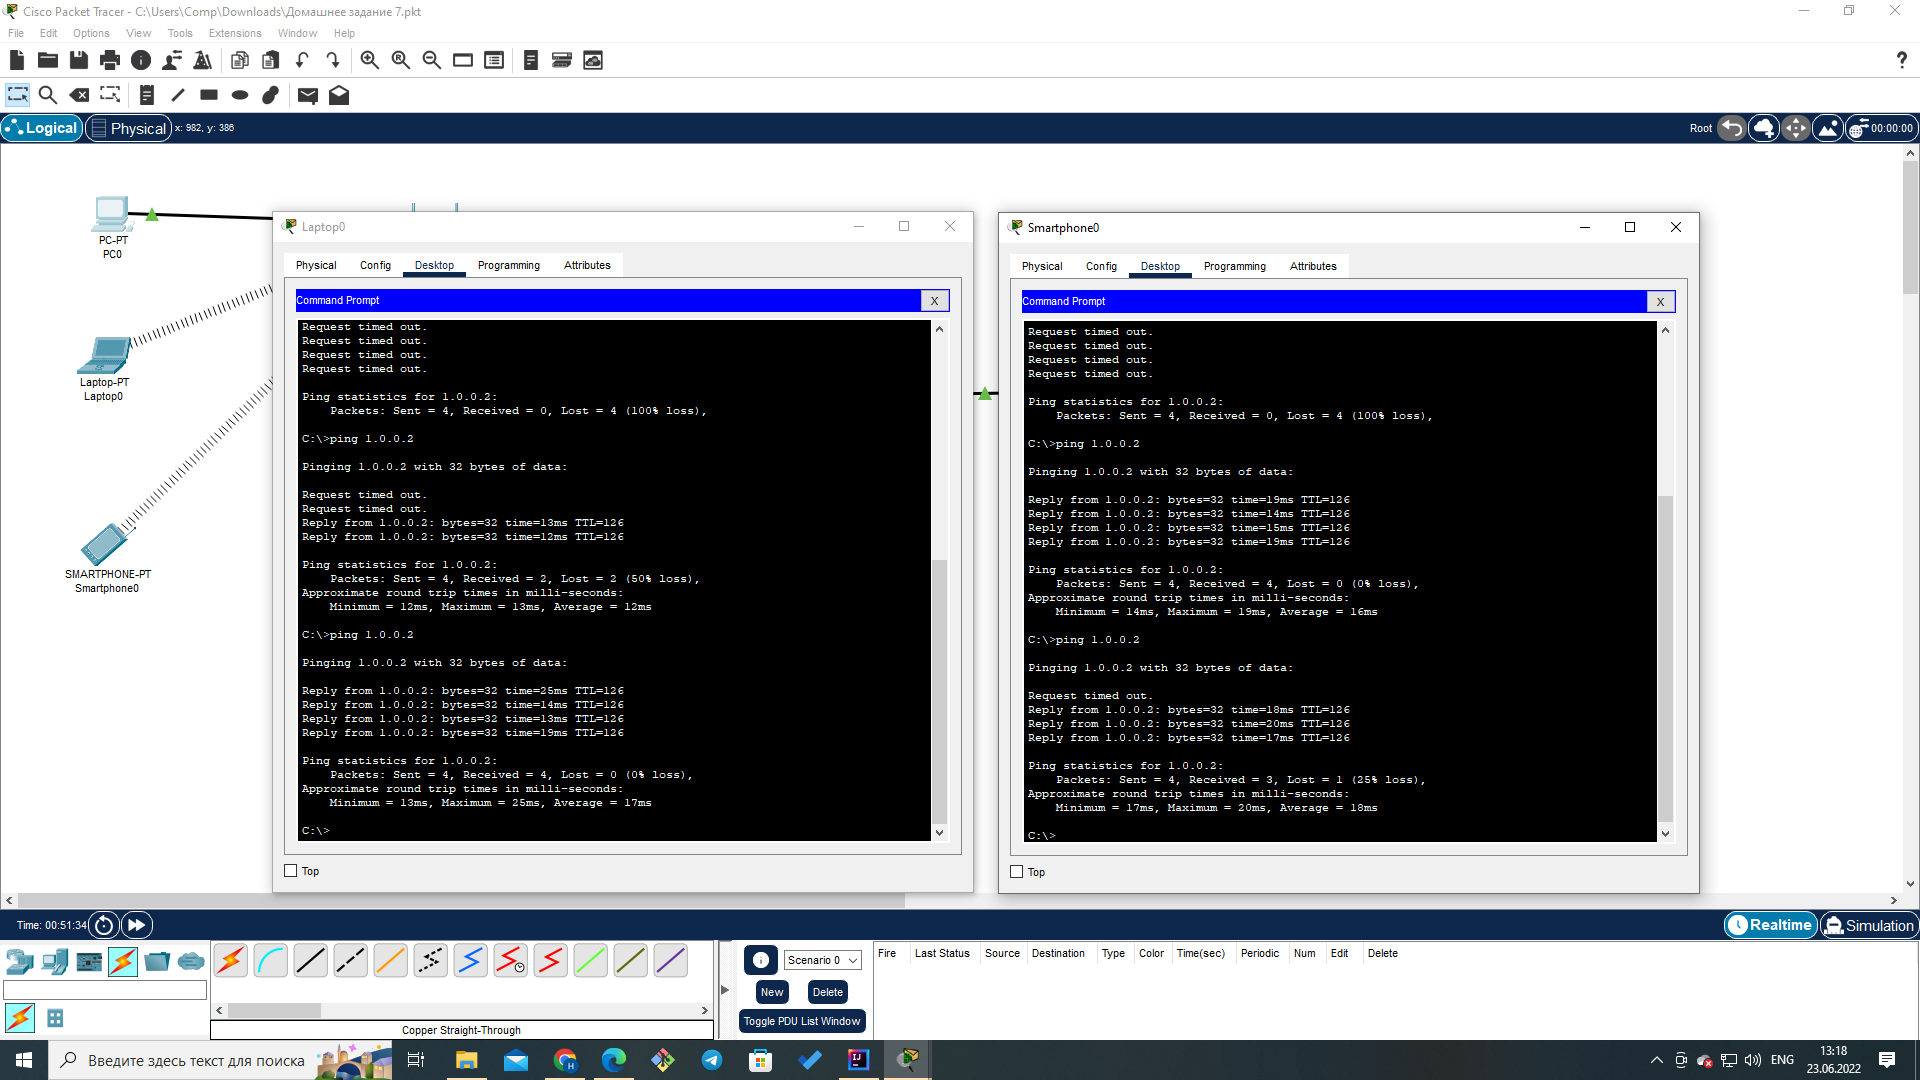 Cisco Packet Tracer - C:\Users\Comp\Downloads\Домашнее задание 7.pkt
File Edit Options View Tools Extensions Window Help
Logical Physical x: 982, y: 386 Root 00:00:00
PC-PT
PC0
Laptop-PT
Laptop0
SMARTPHONE-PT
Smartphone0
Laptop0
Physical Config Desktop Programming Attributes
Command Prompt X
Request timed out.
Request timed out.
Request timed out.
Request timed out.
Ping statistics for 1.0.0.2:
Packets: Sent = 4, Received = 0, Lost = 4 (100% loss),
C:\>ping 1.0.0.2
Pinging 1.0.0.2 with 32 bytes of data:
Request timed out.
Request timed out.
Reply from 1.0.0.2: bytes=32 time=13ms TTL=126
Reply from 1.0.0.2: bytes=32 time=12ms TTL=126
Ping statistics for 1.0.0.2:
Packets: Sent = 4, Received = 2, Lost = 2 (50% loss),
Approximate round trip times in milli-seconds:
Minimum = 12ms, Maximum = 13ms, Average = 12ms
C:\>ping 1.0.0.2
Pinging 1.0.0.2 with 32 bytes of data:
Reply from 1.0.0.2: bytes=32 time=25ms TTL=126
Reply from 1.0.0.2: bytes=32 time=14ms TTL=126
Reply from 1.0.0.2: bytes=32 time=13ms TTL=126
Reply from 1.0.0.2: bytes=32 time=19ms TTL=126
Ping statistics for 1.0.0.2:
Packets: Sent = 4, Received = 4, Lost = 0 (0% loss),
Approximate round trip times in milli-seconds:
Minimum = 13ms, Maximum = 25ms, Average = 17ms
C:\>
Top
Smartphone0
Physical Config Desktop Programming Attributes
Command Prompt X
Request timed out.
Request timed out.
Request timed out.
Request timed out.
Ping statistics for 1.0.0.2:
Packets: Sent = 4, Received = 0, Lost = 4 (100% loss),
C:\>ping 1.0.0.2
Pinging 1.0.0.2 with 32 bytes of data:
Reply from 1.0.0.2: bytes=32 time=19ms TTL=126
Reply from 1.0.0.2: bytes=32 time=14ms TTL=126
Reply from 1.0.0.2: bytes=32 time=15ms TTL=126
Reply from 1.0.0.2: bytes=32 time=19ms TTL=126
Ping statistics for 1.0.0.2:
Packets: Sent = 4, Received = 4, Lost = 0 (0% loss),
Approximate round trip times in milli-seconds:
Minimum = 14ms, Maximum = 19ms, Average = 16ms
C:\>ping 1.0.0.2
Pinging 1.0.0.2 with 32 bytes of data:
Request timed out.
Reply from 1.0.0.2: bytes=32 time=18ms TTL=126
Reply from 1.0.0.2: bytes=32 time=20ms TTL=126
Reply from 1.0.0.2: bytes=32 time=17ms TTL=126
Ping statistics for 1.0.0.2:
Packets: Sent = 4, Received = 3, Lost = 1 (25% loss),
Approximate round trip times in milli-seconds:
Minimum = 17ms, Maximum = 20ms, Average = 18ms
C:\>
Top
Time: 00:51:34 Realtime Simulation
Scenario 0
New Delete
Toggle PDU List Window
Fire Last Status Source Destination Type Color Time(sec) Periodic Num Edit Delete
Copper Straight-Through
Введите здесь текст для поиска
ENG
13:18
23.06.2022